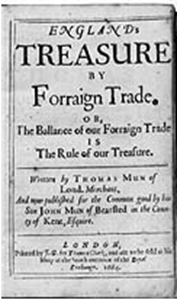 ENGLANDS
TREASURE
BY
Forraign Trade.
OR,
The Ballance of our Forraign Trade
IS
The Rule of our Treasure.
Written by THOMAS MUN of
Lond. Merchant,
And now published for the Common good by his
Son JOHN MUN of Bearsted in the Coun-
ty of Kent, Esquire.
LONDON,
Printed by J.G. for Thomas Clark, and are to be sold at his
Shop at the South entrance of the Royal
Exchange. 1664.